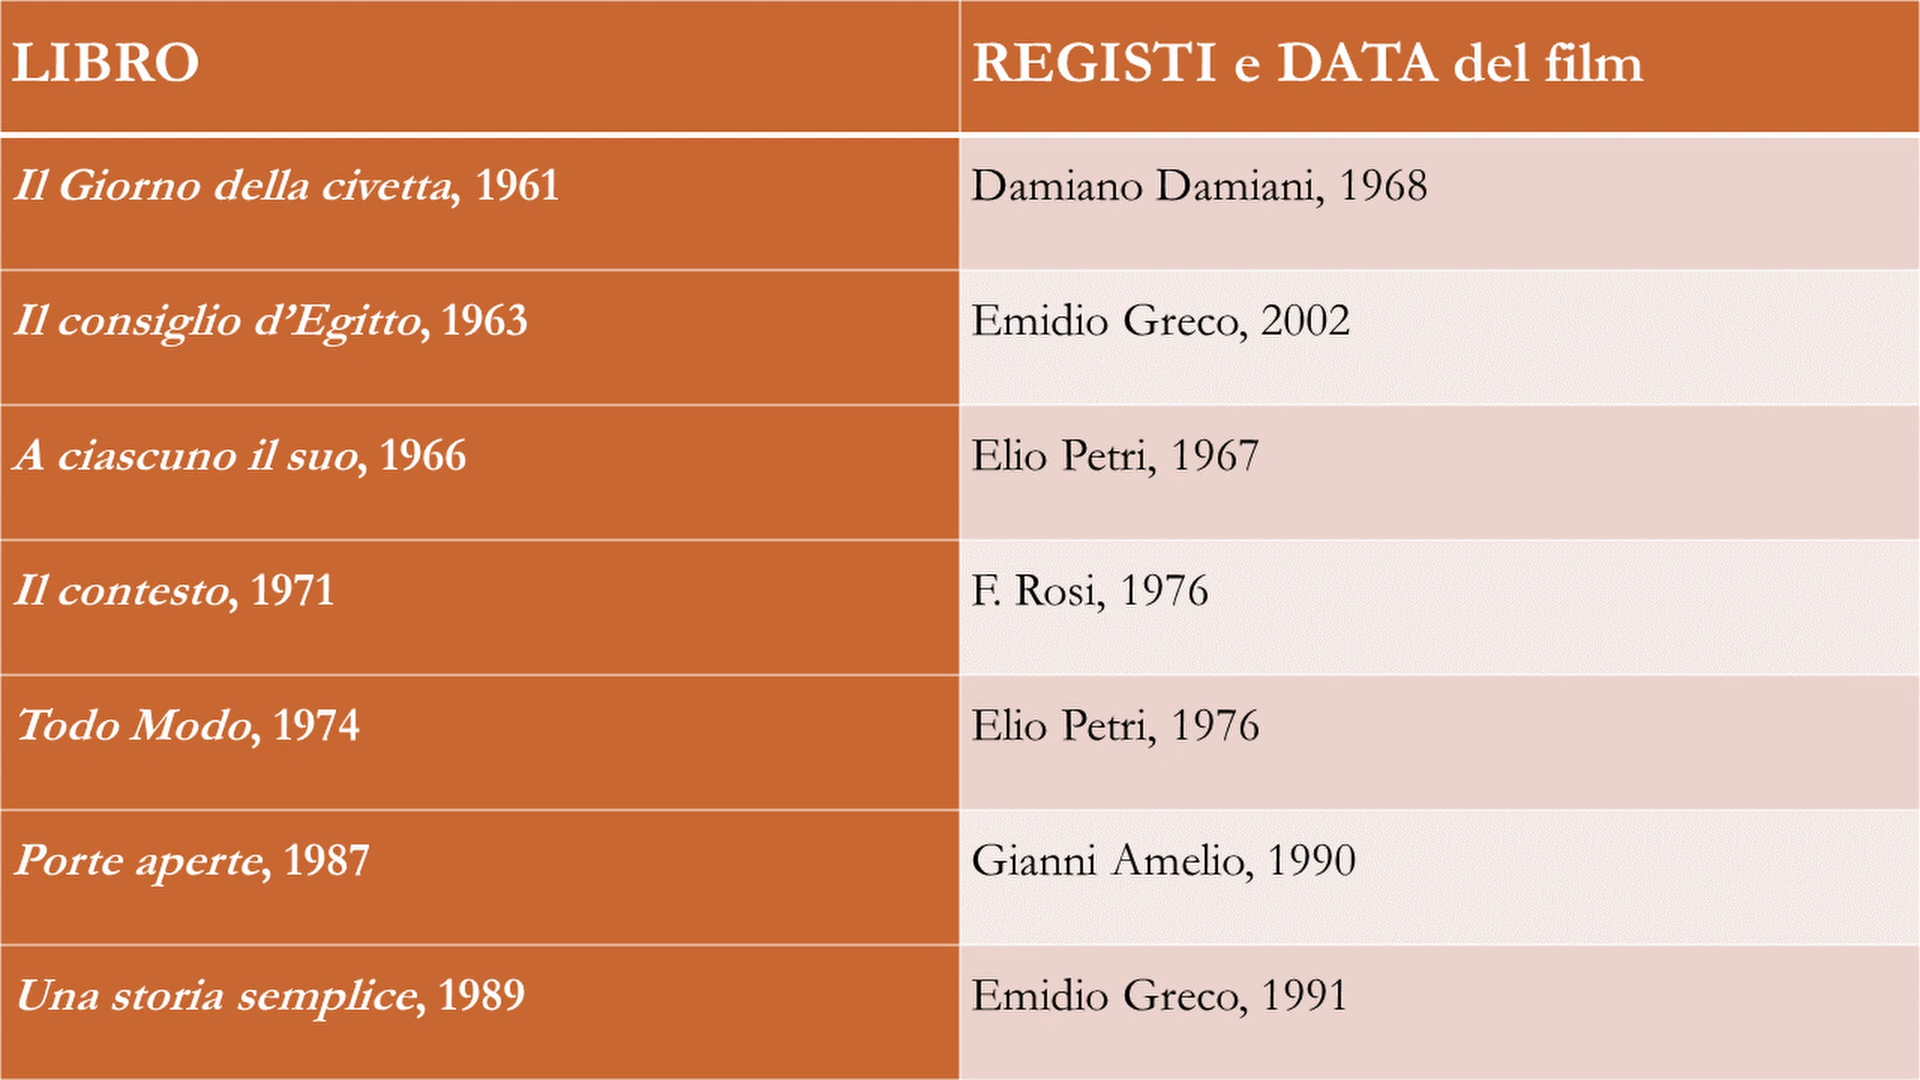 LIBRO
REGISTI e DATA del film
Il Giorno della civetta, 1961
Damiano Damiani, 1968
Il consiglio d’Egitto, 1963
Emidio Greco, 2002
A ciascuno il suo, 1966
Elio Petri, 1967
Il contesto, 1971
F. Rosi, 1976
Todo Modo, 1974
Elio Petri, 1976
Porte aperte, 1987
Gianni Amelio, 1990
Una storia semplice, 1989
Emidio Greco, 1991